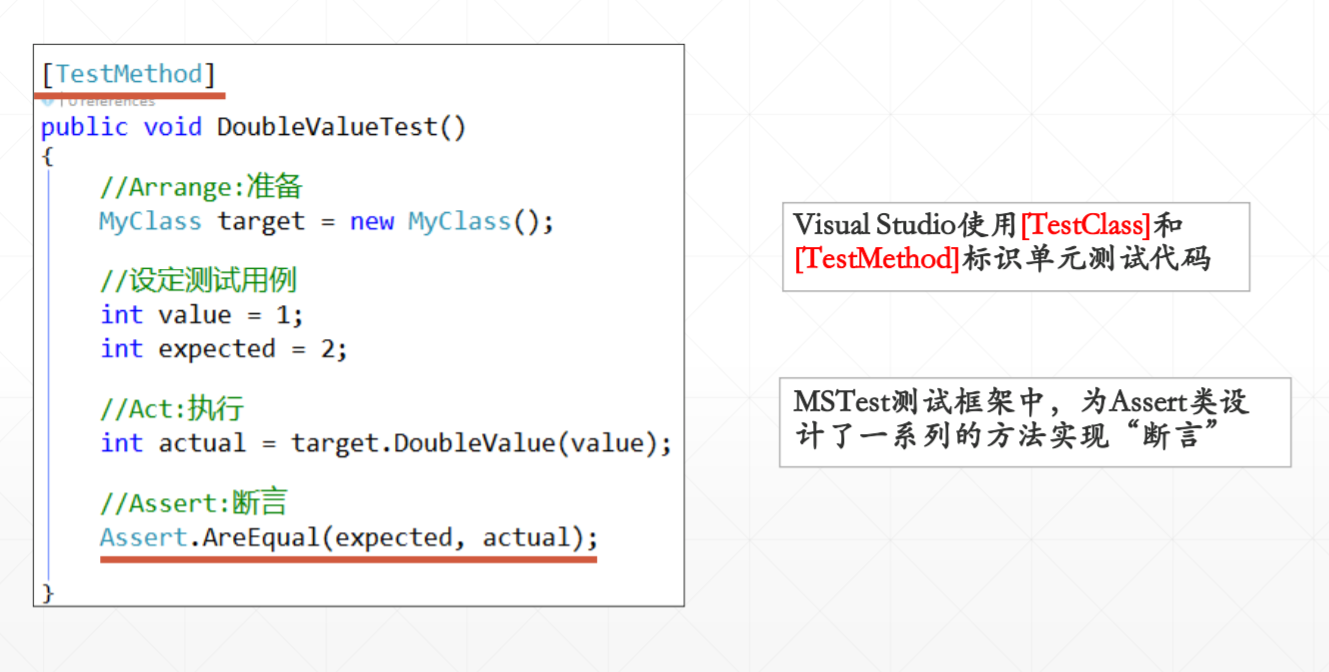 [TestMethod]
0 references
public void DoubleValueTest()
{
//Arrange:准备
MyClass target = new MyClass();
//设定测试用例
int value = 1;
int expected = 2;
//Act:执行
int actual = target.DoubleValue(value);
//Assert:断言
Assert.AreEqual(expected, actual);
}
Visual Studio使用[TestClass]和
[TestMethod]标识单元测试代码
MSTest测试框架中，为Assert类设
计了一系列的方法实现“断言”